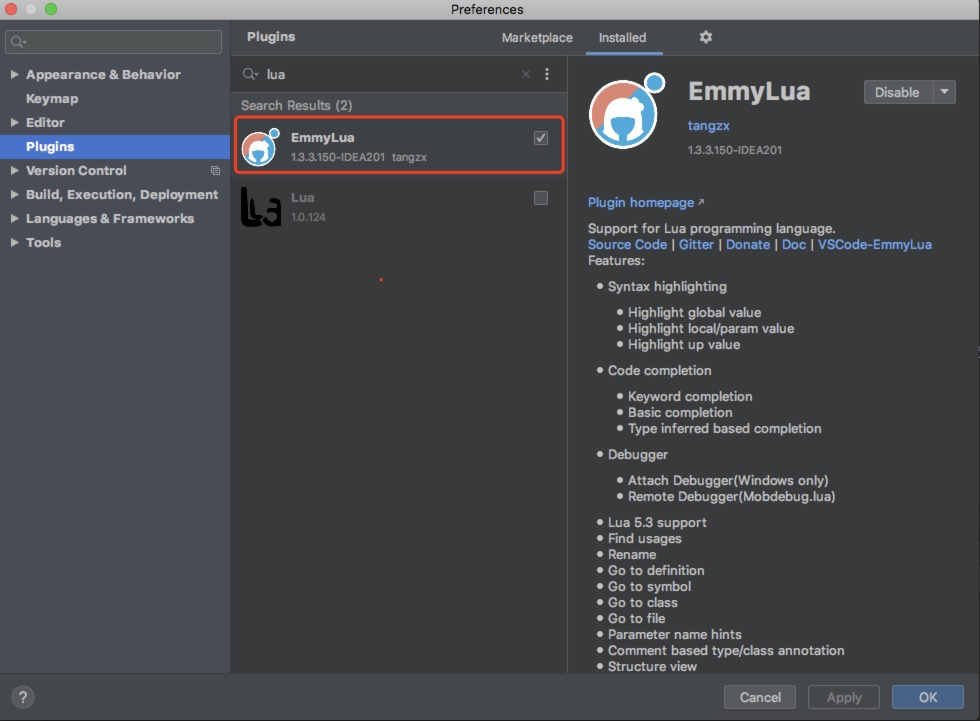 Preferences
Plugins
Marketplace
Installed
Appearance & Behavior
Keymap
Editor
Plugins
Version Control
Build, Execution, Deployment
Languages & Frameworks
Tools
lua
Search Results (2)
EmmyLua
1.3.3.150-IDEA201 tangzx
Lua
Lua
1.0.124
EmmyLua
Disable
tangzx
1.3.3.150-IDEA201
Plugin homepage
Support for Lua programming language.
Source Code | Gitter | Donate | Doc | VSCode-EmmyLua
Features:
Syntax highlighting
Highlight global value
Highlight local/param value
Highlight up value
Code completion
Keyword completion
Basic completion
Type inferred based completion
Debugger
Attach Debugger(Windows only)
Remote Debugger(Mobdebug.lua)
Lua 5.3 support
Find usages
Rename
Go to definition
Go to symbol
Go to class
Go to file
Parameter name hints
Comment based type/class annotation
Structure view
?
Cancel
Apply
OK